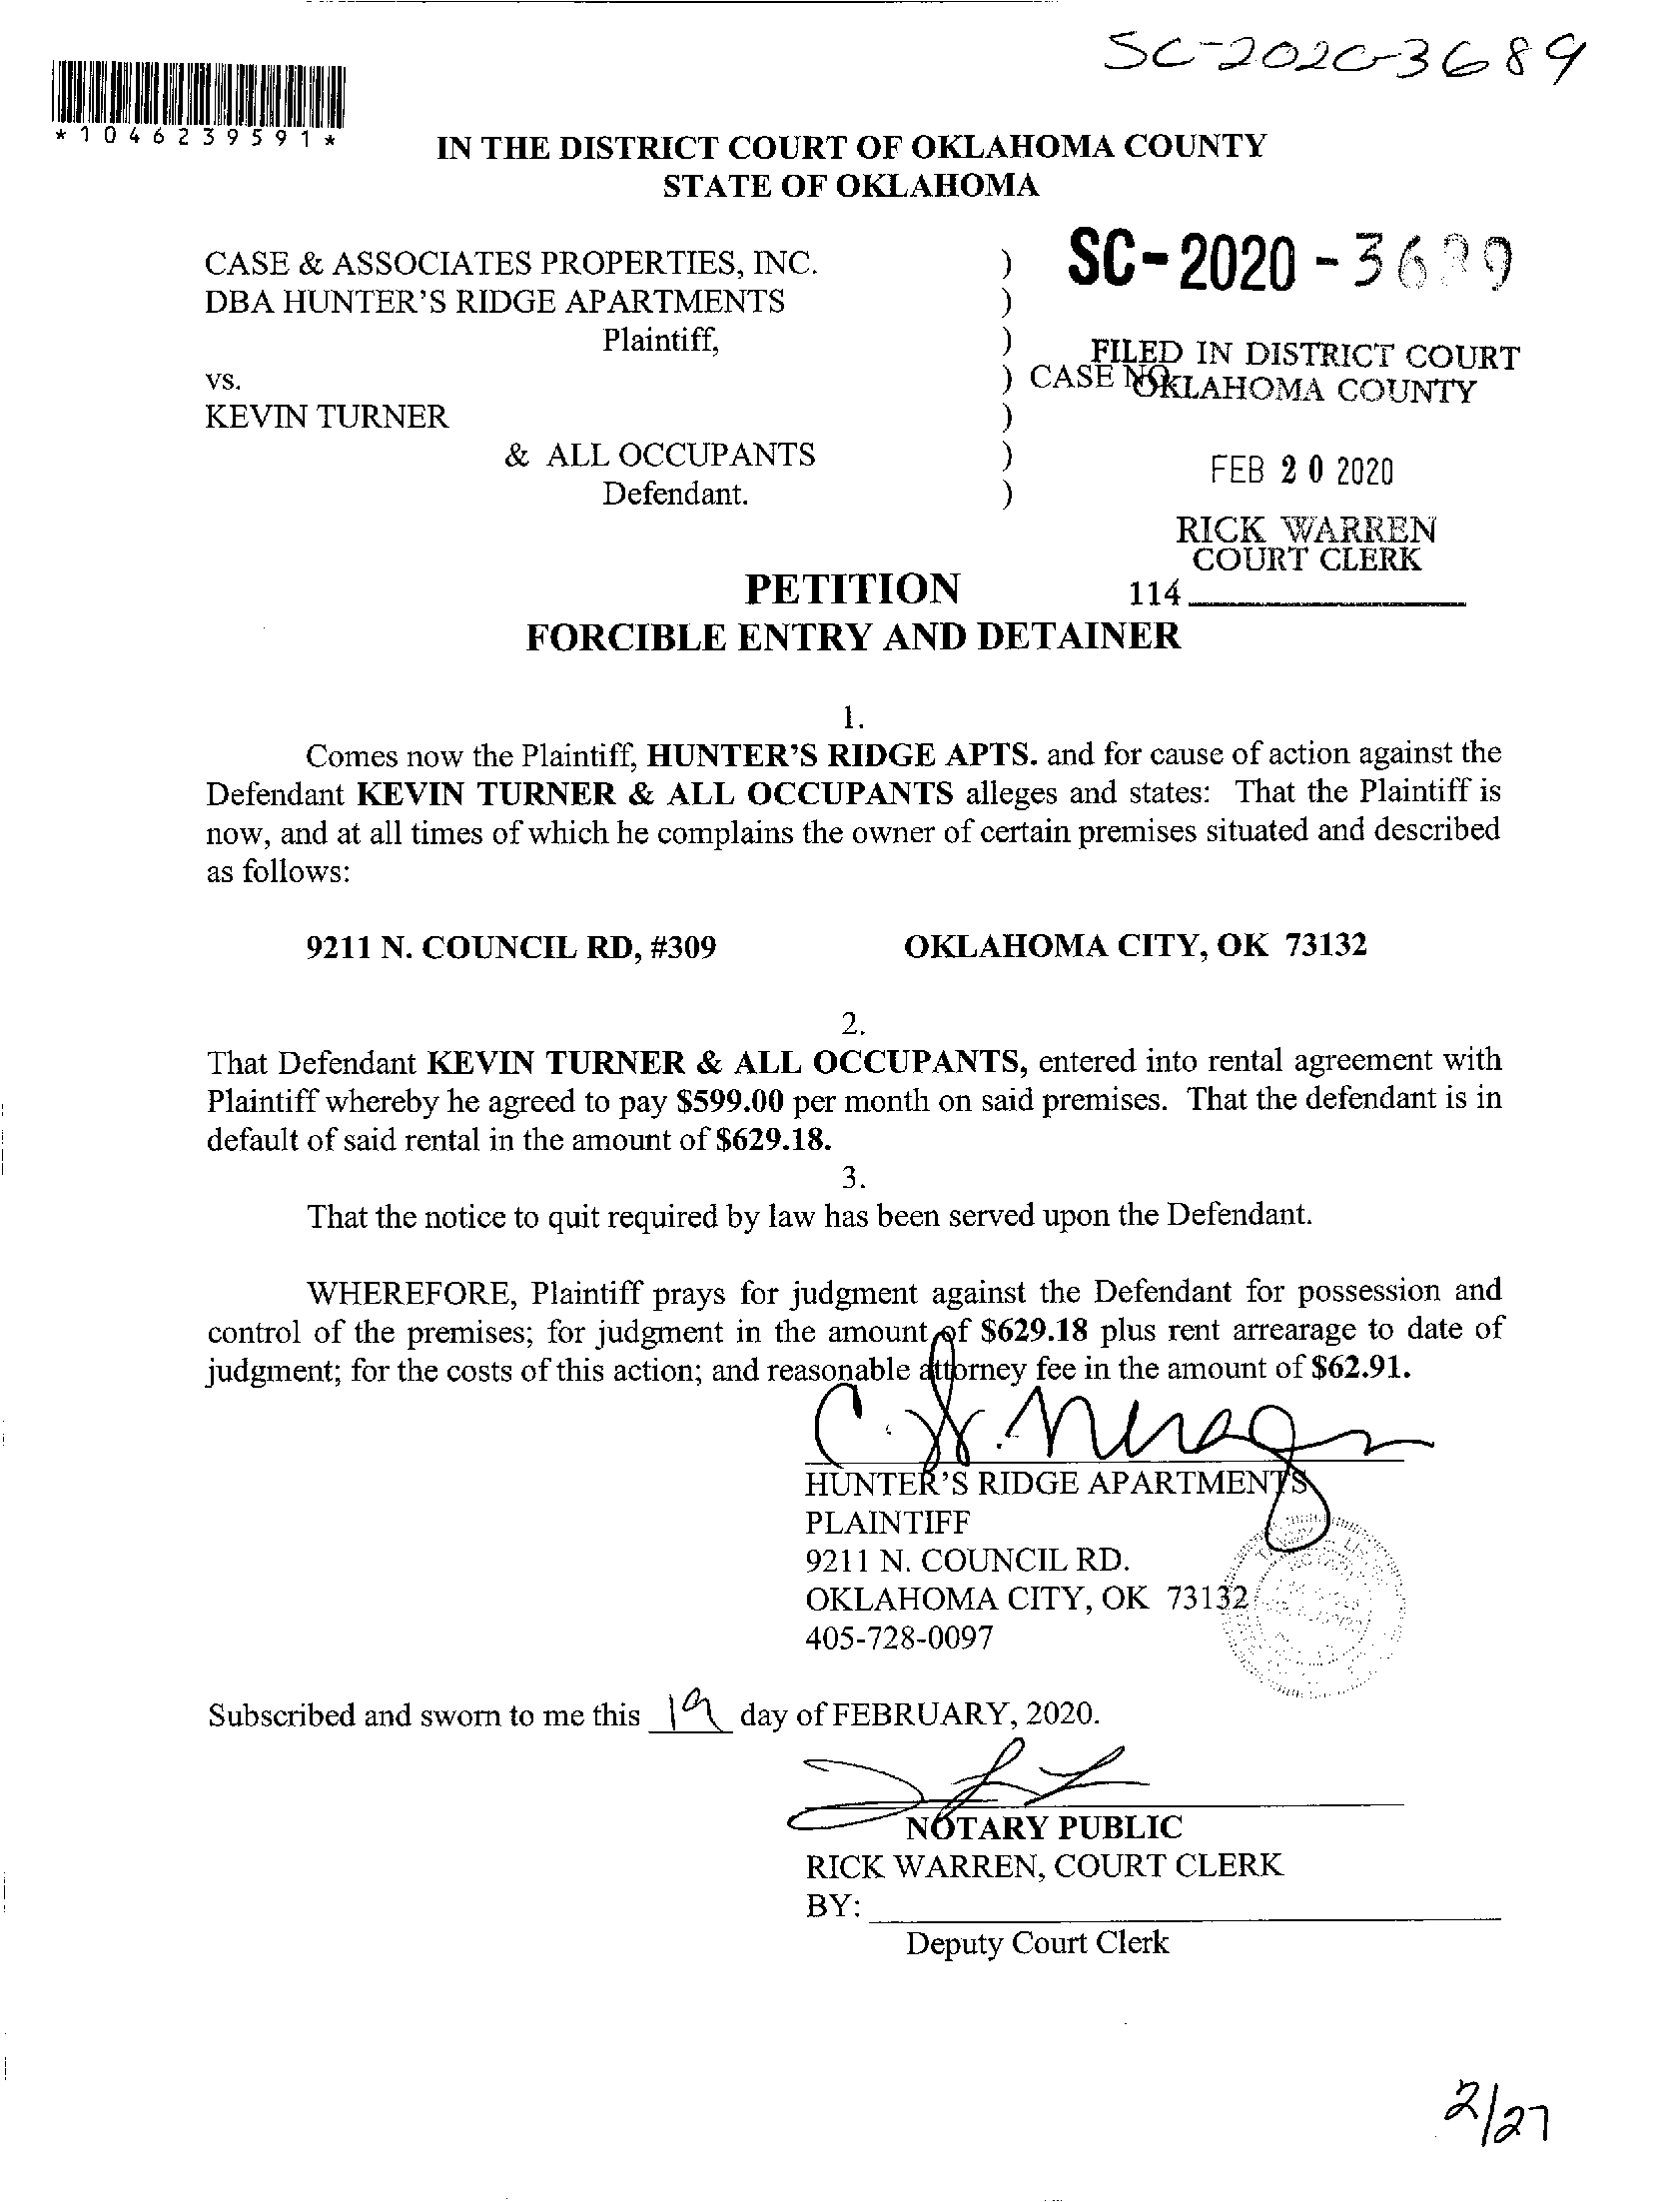 SC-2020-3689
*1046239591*
IN THE DISTRICT COURT OF OKLAHOMA COUNTY
STATE OF OKLAHOMA
SC-2020-3689
CASE & ASSOCIATES PROPERTIES, INC. )
DBA HUNTER'S RIDGE APARTMENTS )
Plaintiff, )
FILED IN DISTRICT COURT
vs. ) CASE NO.
OKLAHOMA COUNTY
KEVIN TURNER )
& ALL OCCUPANTS )
FEB 20 2020
Defendant. )
RICK WARREN
COURT CLERK
PETITION
114
FORCIBLE ENTRY AND DETAINER
1.
Comes now the Plaintiff, HUNTER'S RIDGE APTS. and for cause of action against the
Defendant KEVIN TURNER & ALL OCCUPANTS alleges and states: That the Plaintiff is
now, and at all times of which he complains the owner of certain premises situated and described
as follows:
9211 N. COUNCIL RD, #309 OKLAHOMA CITY, OK 73132
2.
That Defendant KEVIN TURNER & ALL OCCUPANTS, entered into rental agreement with
Plaintiff whereby he agreed to pay $599.00 per month on said premises. That the defendant is in
default of said rental in the amount of $629.18.
3.
That the notice to quit required by law has been served upon the Defendant.
WHEREFORE, Plaintiff prays for judgment against the Defendant for possession and
control of the premises; for judgment in the amount of $629.18 plus rent arrearage to date of
judgment; for the costs of this action; and reasonable attorney fee in the amount of $62.91.
HUNTER'S RIDGE APARTMENTS
PLAINTIFF
9211 N. COUNCIL RD.
OKLAHOMA CITY, OK 73132
405-728-0097
Subscribed and sworn to me this 19 day of FEBRUARY, 2020.
NOTARY PUBLIC
RICK WARREN, COURT CLERK
BY:
Deputy Court Clerk
2/27